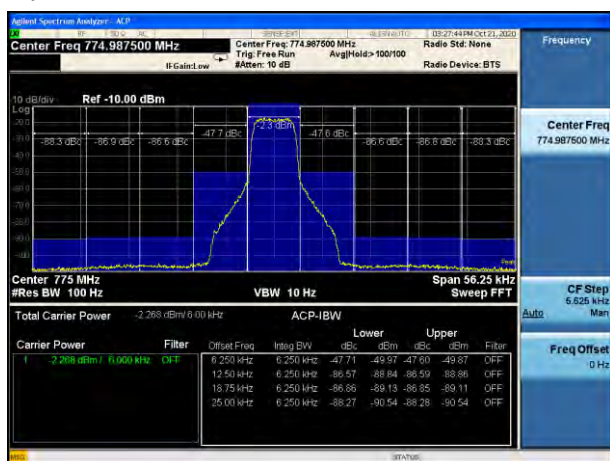 Agilent Spectrum Analyzer - ACP
LXI RF 50 Ω AC SENSE:EXT ALIGN AUTO 03:27:44 PM Oct 21, 2020
Center Freq 774.987500 MHz
Center Freq: 774.987500 MHz
Radio Std: None
Trig: Free Run
Avg|Hold:> 100/100
IFGain:Low
#Atten: 10 dB
Radio Device: BTS
10 dB/div Ref -10.00 dBm
Log
-88.3 dBc -86.9 dBc -86.6 dBc -47.7 dBc -2.3 dBm -47.6 dBc -86.6 dBc -86.8 dBc -88.3 dBc
Peak
Center 775 MHz Span 56.25 kHz
#Res BW 100 Hz VBW 10 Hz Sweep FFT
Total Carrier Power -2.268 dBm/ 6.00 kHz ACP-IBW
Lower Upper
Carrier Power Filter Offset Freq Integ BW dBc dBm dBc dBm Filter
1 -2.268 dBm / 6.000 kHz OFF 6.250 kHz 6.250 kHz -47.71 -49.97 -47.60 -49.87 OFF
12.50 kHz 6.250 kHz -86.57 -88.84 -86.59 -88.86 OFF
18.75 kHz 6.250 kHz -86.86 -89.13 -86.85 -89.11 OFF
25.00 kHz 6.250 kHz -88.27 -90.54 -88.28 -90.54 OFF
MSG STATUS
Frequency
Center Freq
774.987500 MHz
CF Step
5.625 kHz
Auto Man
Freq Offset
0 Hz